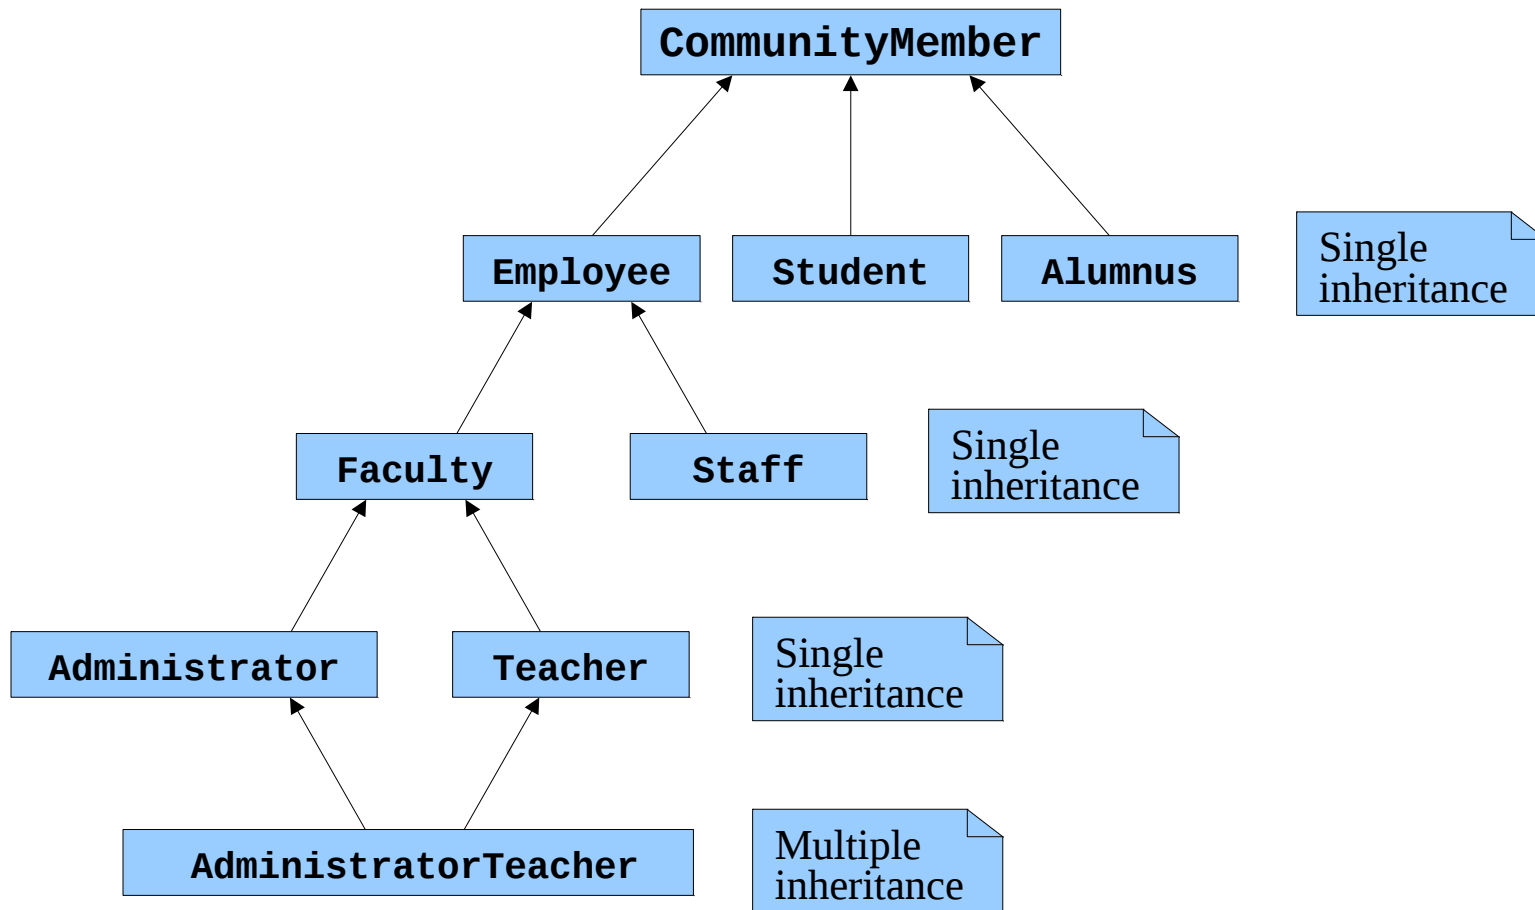 CommunityMember
Employee
Student
Alumnus
Single
inheritance
Faculty
Staff
Single
inheritance
Administrator
Teacher
Single
inheritance
AdministratorTeacher
Multiple
inheritance